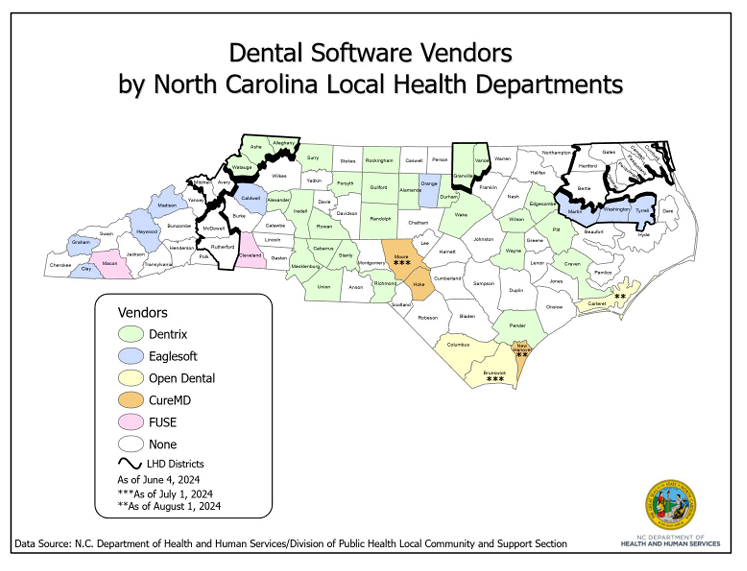 Dental Software Vendors
by North Carolina Local Health Departments
Ashe
Alleghany
Watauga
Surry
Stokes
Rockingham
Caswell
Person
Granville
Vance
Warren
Northampton
Gates
Hertford
Halifax
Bertie
Mitchell
Avery
Wilkes
Yadkin
Forsyth
Guilford
Alamance
Orange
Durham
Franklin
Nash
Edgecombe
Martin
Washington
Tyrrell
Dare
Madison
Yancey
Caldwell
Alexander
Iredell
Davie
Davidson
Randolph
Chatham
Wake
Wilson
Pitt
Beaufort
Hyde
Graham
Swain
Haywood
Buncombe
McDowell
Burke
Catawba
Rowan
Lee
Johnston
Greene
Cherokee
Clay
Macon
Jackson
Transylvania
Henderson
Polk
Rutherford
Cleveland
Lincoln
Gaston
Mecklenburg
Cabarrus
Stanly
Montgomery
Moore
***
Harnett
Wayne
Lenoir
Craven
Pamlico
Jones
Union
Anson
Richmond
Hoke
Cumberland
Sampson
Duplin
Onslow
Carteret
**
Scotland
Robeson
Bladen
Pender
Columbus
Brunswick
***
New
Hanover
**
Vendors
Dentrix
Eaglesoft
Open Dental
CureMD
FUSE
None
LHD Districts
As of June 4, 2024
***As of July 1, 2024
**As of August 1, 2024
Data Source: N.C. Department of Health and Human Services/Division of Public Health Local Community and Support Section
NC DEPARTMENT OF
HEALTH AND HUMAN SERVICES